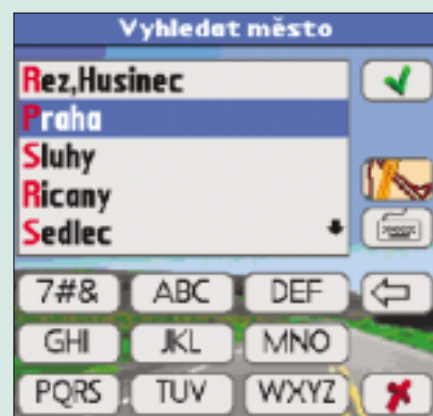 Vyhledat město
Rez,Husinec
Praha
Sluhy
Ricany
Sedlec
7#& ABC DEF
GHI JKL MNO
PQRS TUV WXYZ